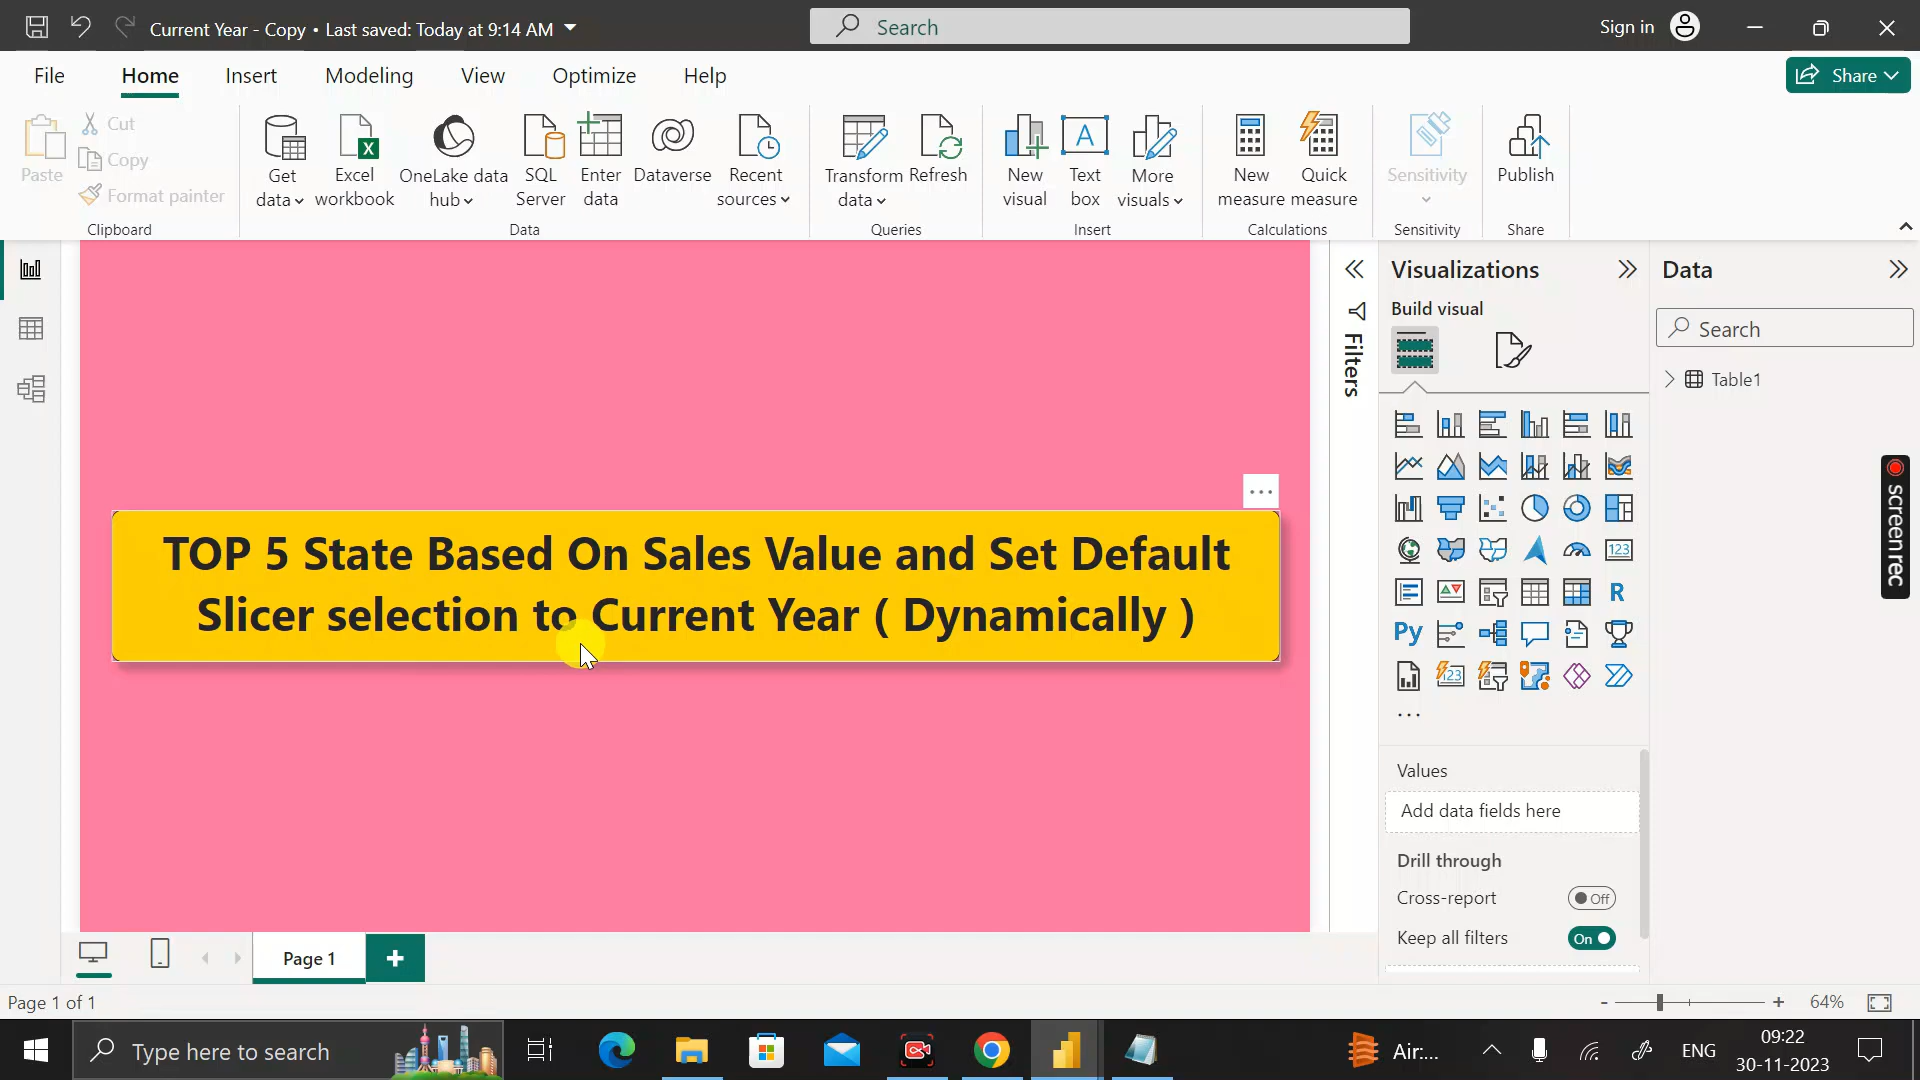 Current Year - Copy • Last saved: Today at 9:14 AM
Search
Sign in
File Home Insert Modeling View Optimize Help
Share
Paste
Cut
Copy
Format painter
Clipboard
Get data
Excel workbook
OneLake data hub
SQL Server
Enter data
Dataverse
Recent sources
Data
Transform data
Refresh
Queries
New visual
A
Text box
More visuals
Insert
New measure
Quick measure
Calculations
Sensitivity
Sensitivity
Publish
Share
TOP 5 State Based On Sales Value and Set Default
Slicer selection to Current Year ( Dynamically )
Filters
Visualizations
Build visual
123
R
Py
123
Values
Add data fields here
Drill through
Cross-report Off
Keep all filters On
Data
Search
Table1
screen rec
Page 1
Page 1 of 1
- + 64%
Type here to search
Air:...
ENG
09:22
30-11-2023